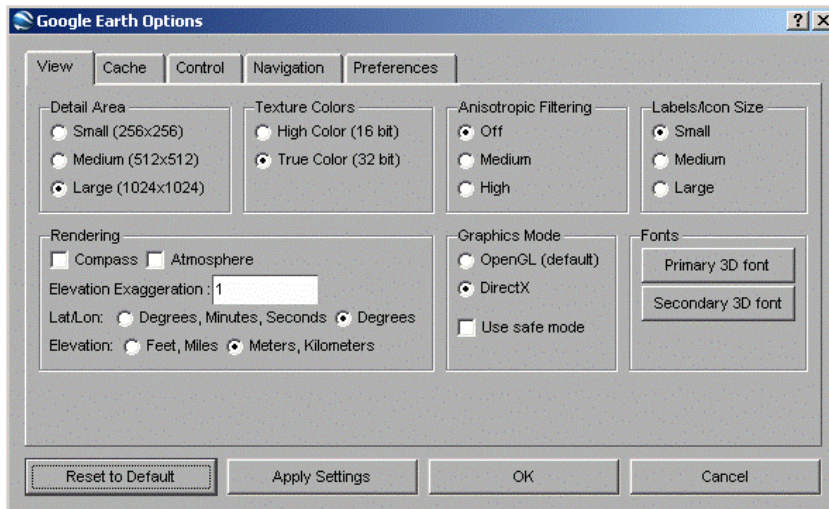 Google Earth Options
View Cache Control Navigation Preferences
Detail Area
Small (256x256)
Medium (512x512)
Large (1024x1024)
Texture Colors
High Color (16 bit)
True Color (32 bit)
Anisotropic Filtering
Off
Medium
High
Labels/Icon Size
Small
Medium
Large
Rendering
Compass Atmosphere
Elevation Exaggeration : 1
Lat/Lon: Degrees, Minutes, Seconds Degrees
Elevation: Feet, Miles Meters, Kilometers
Graphics Mode
OpenGL (default)
DirectX
Use safe mode
Fonts
Primary 3D font
Secondary 3D font
Reset to Default Apply Settings OK Cancel